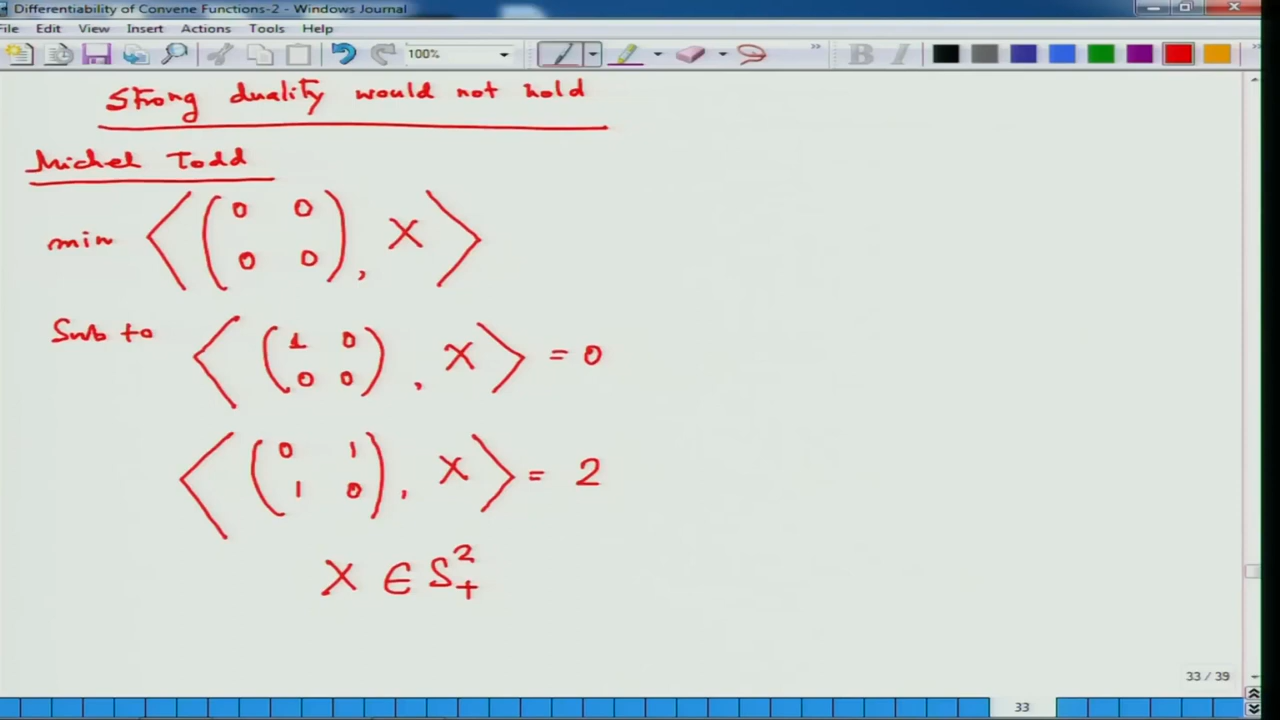 Differentiability of Convene Functions-2 - Windows Journal
File Edit View Insert Actions Tools Help
100%
Strong duality would not hold
Michel Todd
min ⟨ ( 0 0
0 0 ) , X ⟩
Sub to ⟨ ( 1 0
0 0 ) , X ⟩ = 0
⟨ ( 0 1
1 0 ) , X ⟩ = 2
X ∈ S²₊
33 / 39
33